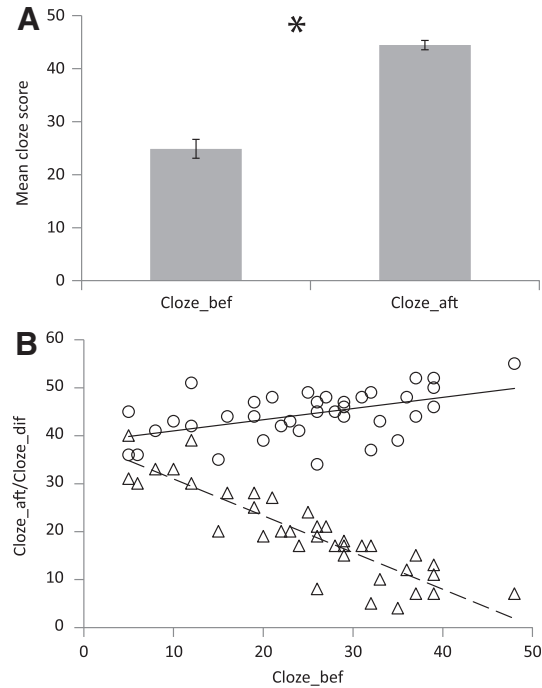 A
50
*
40
30
20
10
0
Mean cloze score
Cloze_bef Cloze_aft
B
60
50
40
30
20
10
0
Cloze_aft/Cloze_dif
0 10 20 30 40 50
Cloze_bef